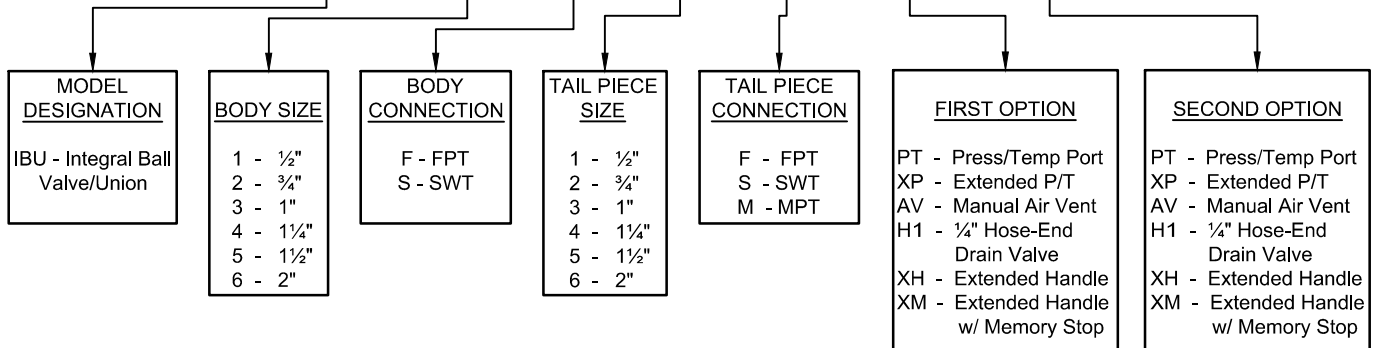 MODEL
DESIGNATION
IBU - Integral Ball
Valve/Union
BODY SIZE
1 - ½"
2 - ¾"
3 - 1"
4 - 1¼"
5 - 1½"
6 - 2"
BODY
CONNECTION
F - FPT
S - SWT
TAIL PIECE
SIZE
1 - ½"
2 - ¾"
3 - 1"
4 - 1¼"
5 - 1½"
6 - 2"
TAIL PIECE
CONNECTION
F - FPT
S - SWT
M - MPT
FIRST OPTION
PT - Press/Temp Port
XP - Extended P/T
AV - Manual Air Vent
H1 - ¼" Hose-End
Drain Valve
XH - Extended Handle
XM - Extended Handle
w/ Memory Stop
SECOND OPTION
PT - Press/Temp Port
XP - Extended P/T
AV - Manual Air Vent
H1 - ¼" Hose-End
Drain Valve
XH - Extended Handle
XM - Extended Handle
w/ Memory Stop